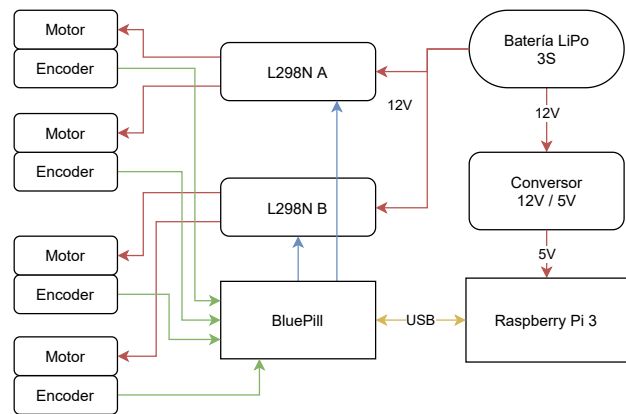 Motor
Encoder
L298N A
Batería LiPo
3S
12V
12V
Motor
Encoder
Conversor
12V / 5V
L298N B
Motor
Encoder
5V
BluePill
USB
Raspberry Pi 3
Motor
Encoder